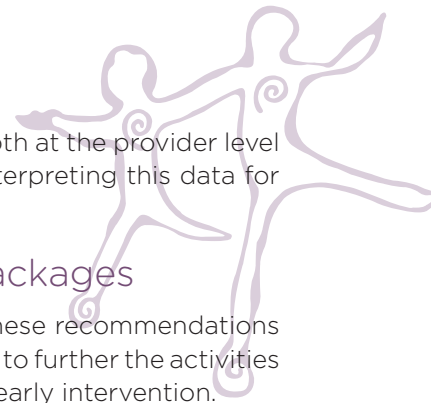 oth at the provider level
terpreting this data for
ackages
hese recommendations
to further the activities
early intervention.